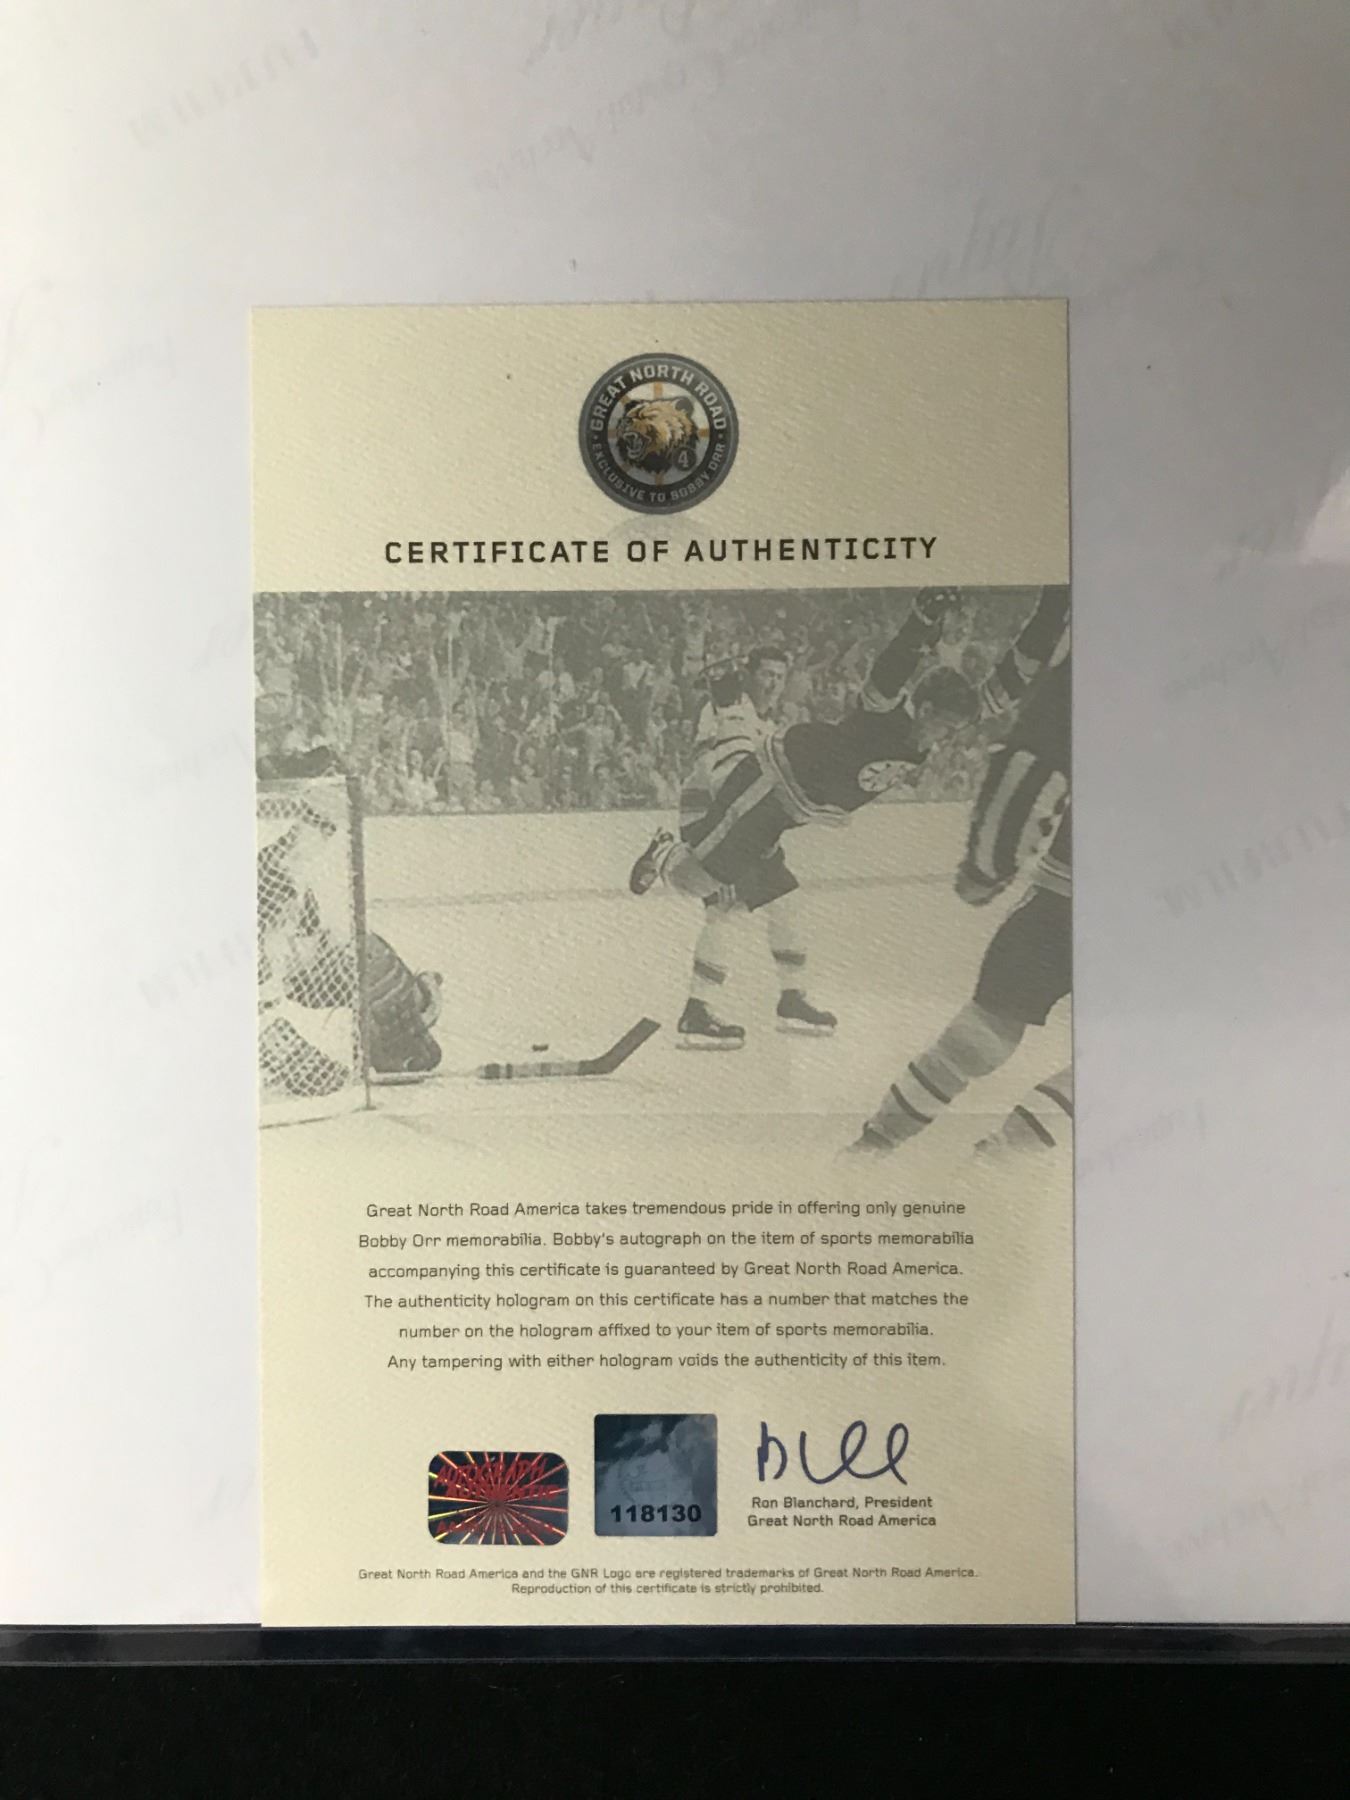 GREAT NORTH ROAD
4
EXCLUSIVE TO BOBBY ORR
CERTIFICATE OF AUTHENTICITY
Great North Road America takes tremendous pride in offering only genuine
Bobby Orr memorabilia. Bobby's autograph on the item of sports memorabilia
accompanying this certificate is guaranteed by Great North Road America.
The authenticity hologram on this certificate has a number that matches the
number on the hologram affixed to your item of sports memorabilia.
Any tampering with either hologram voids the authenticity of this item.
AUTOGRAPH
AUTHENTIC
118130
Ron Blanchard, President
Great North Road America
Great North Road America and the GNR Logo are registered trademarks of Great North Road America.
Reproduction of this certificate is strictly prohibited.